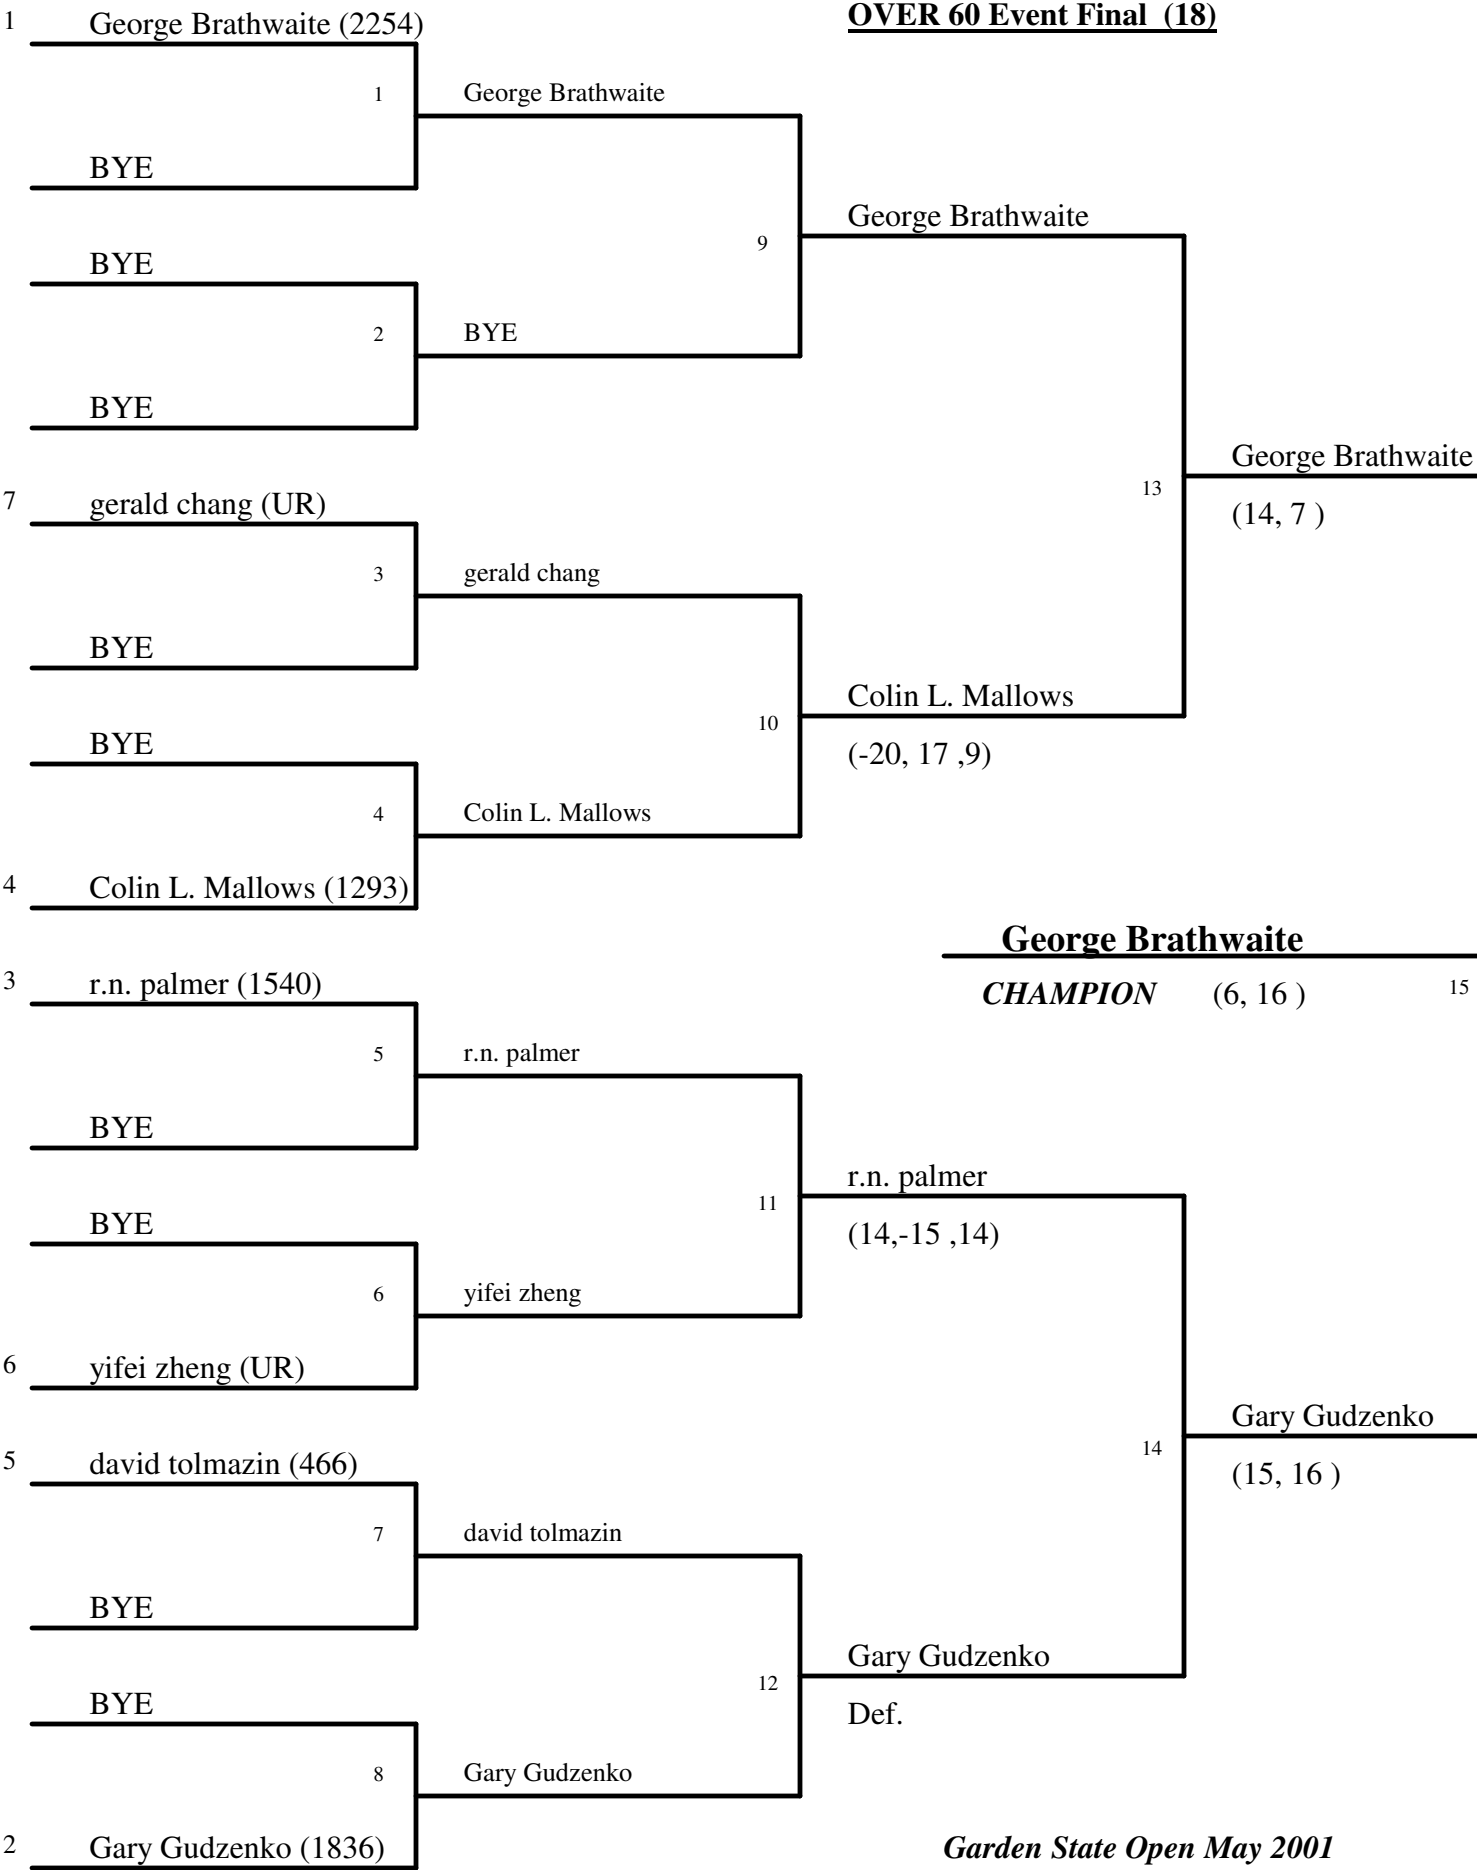 OVER 60 Event Final (18)
1 George Brathwaite (2254)
1 George Brathwaite
BYE
George Brathwaite
9
BYE
2 BYE
BYE
George Brathwaite
13
(14, 7 )
7 gerald chang (UR)
3 gerald chang
BYE
Colin L. Mallows
10
(-20, 17 ,9)
BYE
4 Colin L. Mallows
4 Colin L. Mallows (1293)
George Brathwaite
CHAMPION (6, 16 ) 15
3 r.n. palmer (1540)
5 r.n. palmer
BYE
r.n. palmer
11
(14,-15 ,14)
BYE
6 yifei zheng
6 yifei zheng (UR)
Gary Gudzenko
14
(15, 16 )
5 david tolmazin (466)
7 david tolmazin
BYE
Gary Gudzenko
12
Def.
BYE
8 Gary Gudzenko
2 Gary Gudzenko (1836)
Garden State Open May 2001